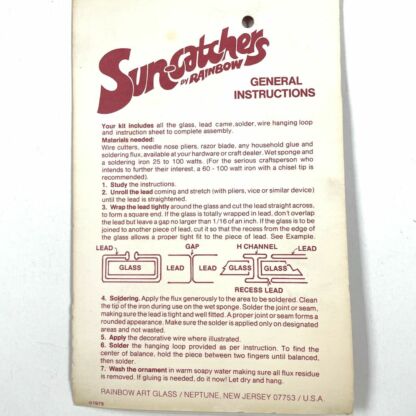 Sun-catchers
BY RAINBOW
GENERAL
INSTRUCTIONS
Your kit includes all the glass, lead came, solder, wire hanging loop
and instruction sheet to complete assembly.
Materials needed:
Wire cutters, needle nose pliers, razor blade, any household glue and
soldering flux, available at your hardware or craft dealer. Wet sponge and
a soldering iron 25 to 100 watts. (For the serious craftsperson who
intends to further their interest, a 60 - 100 watt iron with a chisel tip is
recommended).
1. Study the instructions.
2. Unroll the lead coming and stretch (with pliers, vice or similar device)
until the lead is straightened.
3. Wrap the lead tightly around the glass and cut the lead straight across,
to form a square end. If the glass is totally wrapped in lead, don't overlap
the lead but leave a gap no larger than 1/16 of an inch. If the glass is to be
joined to another piece of lead, cut it so that the recess from the edge of
the glass allows a proper tight fit to the piece of lead. See Example.
LEAD GAP H CHANNEL LEAD
GLASS LEAD LEAD GLASS GLASS
RECESS LEAD
4. Soldering. Apply the flux generously to the area to be soldered. Clean
the tip of the iron during use on the wet sponge. Solder the joint or seam,
making sure the lead is tight and well fitted. A proper joint or seam forms a
rounded appearance. Make sure the solder is applied only on designated
areas and not wasted.
5. Apply the decorative wire where illustrated.
6. Solder the hanging loop provided as per instruction. To find the
center of balance, hold the piece between two fingers until balanced,
then solder.
7. Wash the ornament in warm soapy water making sure all flux residue
is removed. If glueing is needed, do it now! Let dry and hang.
RAINBOW ART GLASS / NEPTUNE, NEW JERSEY 07753 / U.S.A.
©1975